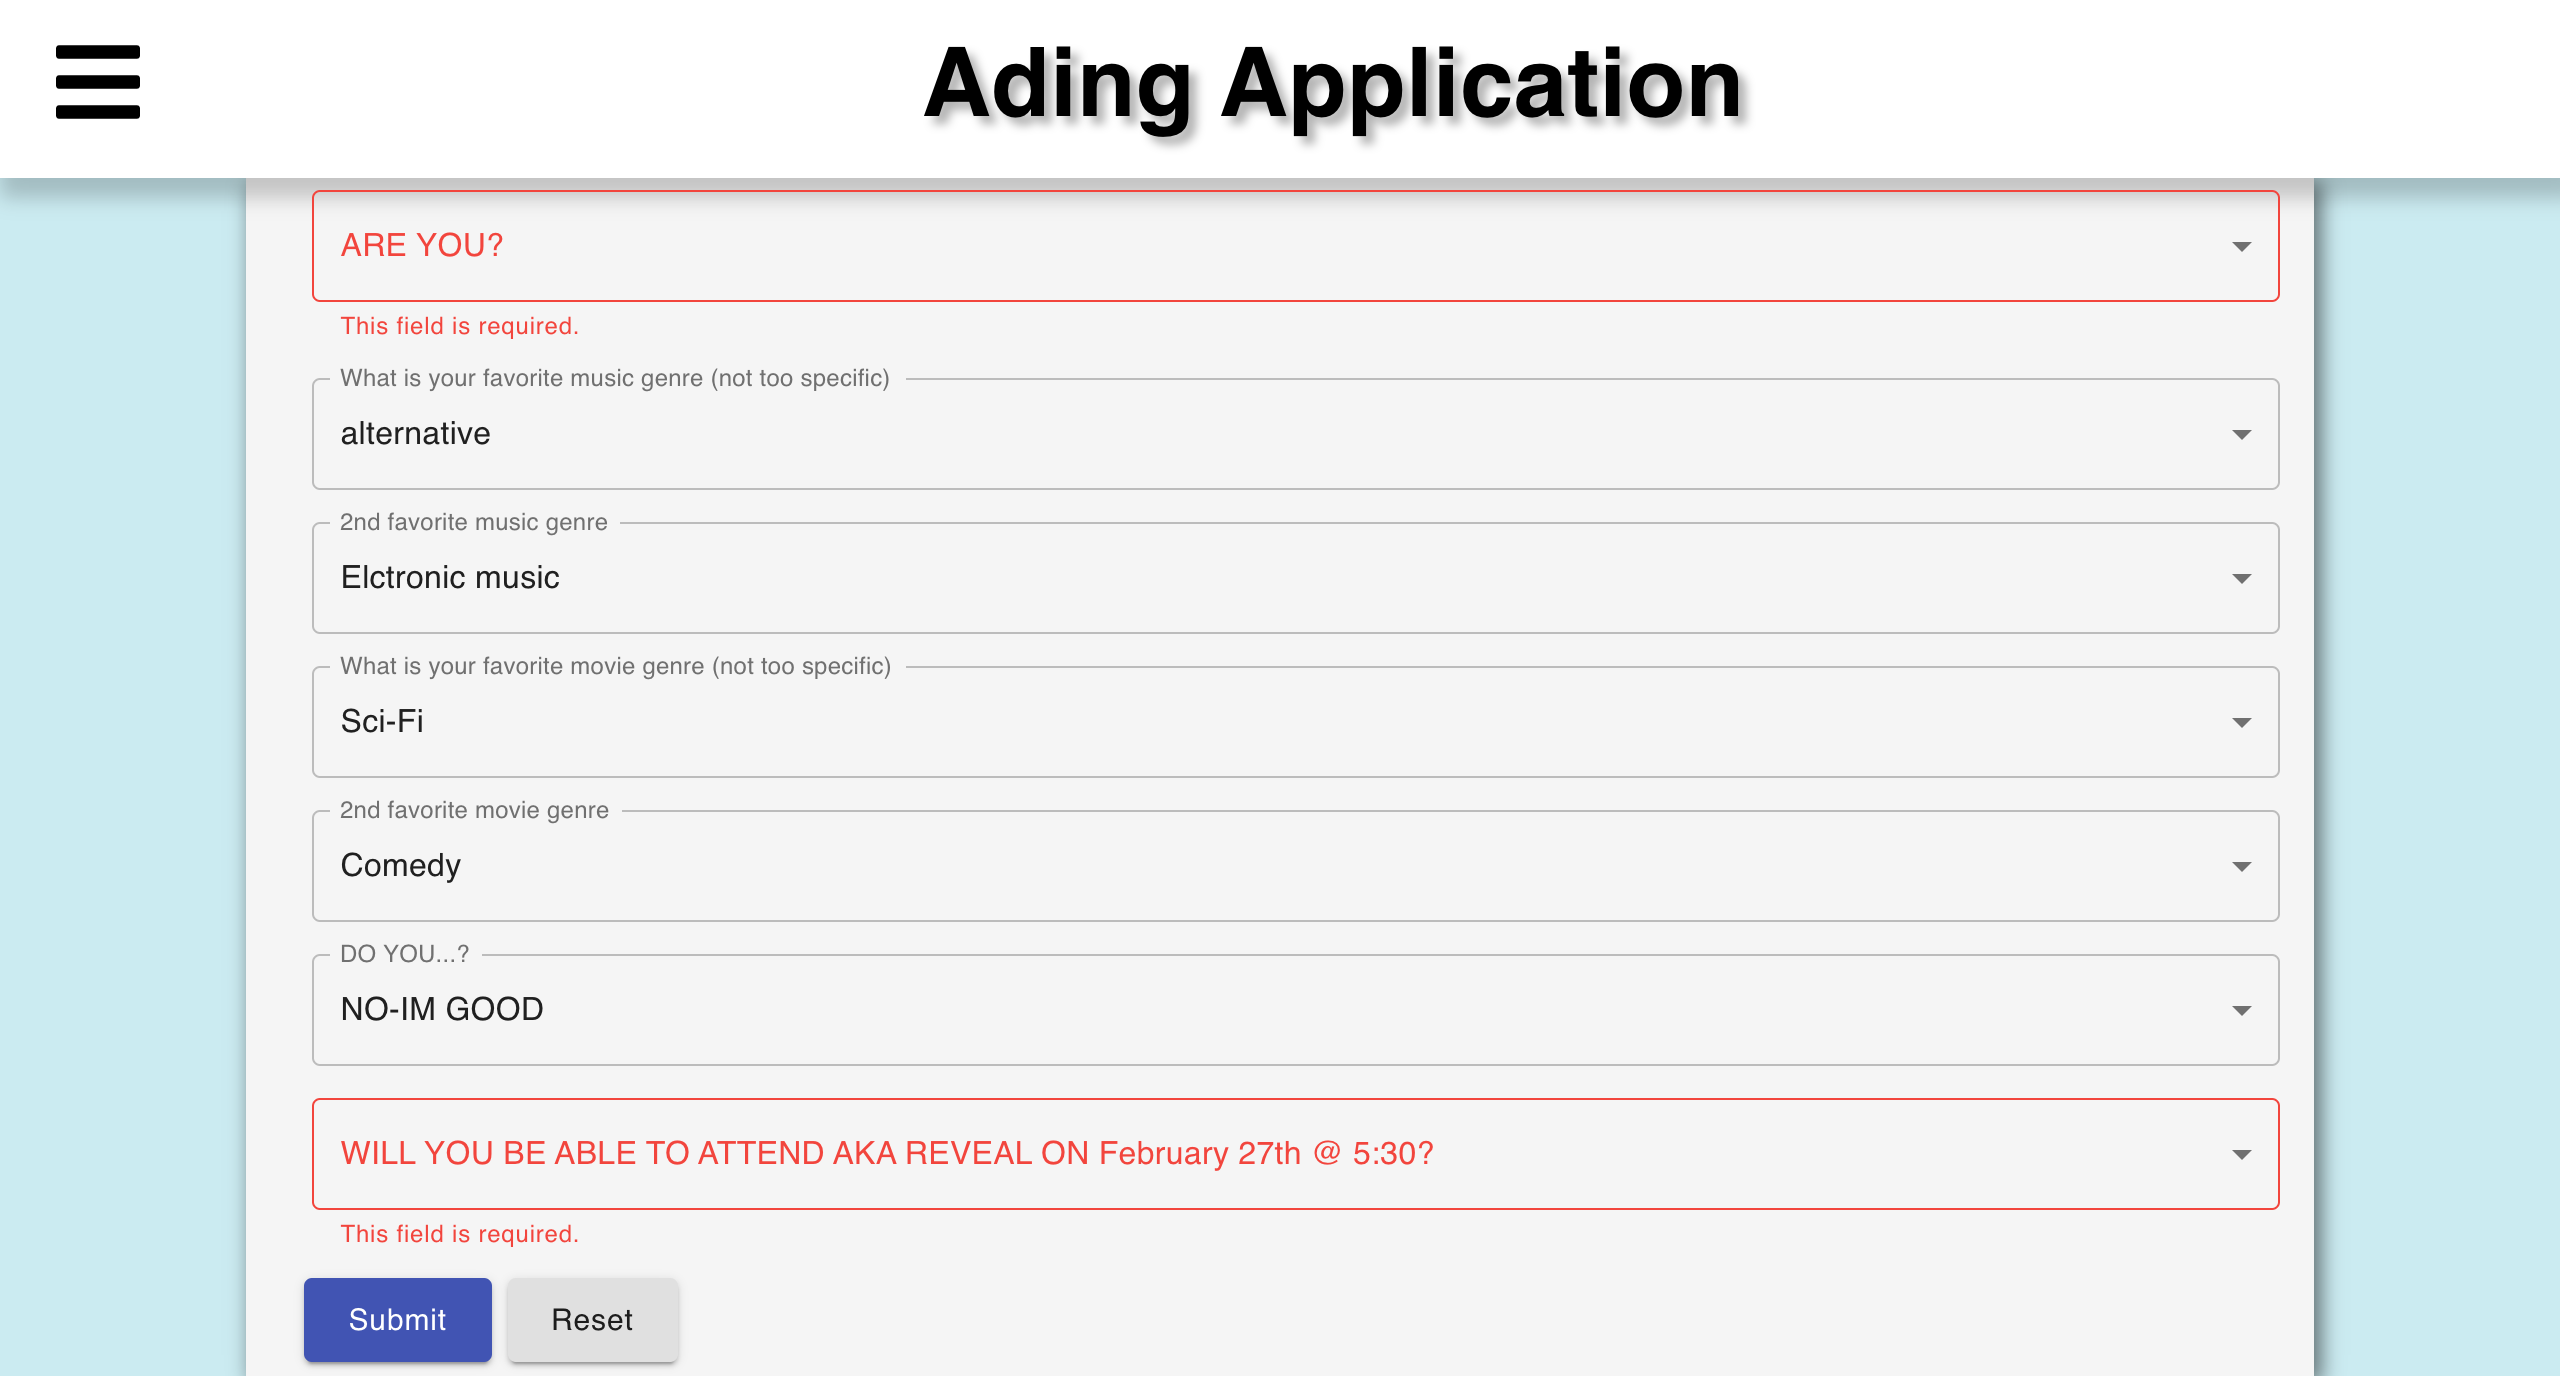 Ading Application
ARE YOU?
This field is required.
What is your favorite music genre (not too specific)
alternative
2nd favorite music genre
Elctronic music
What is your favorite movie genre (not too specific)
Sci-Fi
2nd favorite movie genre
Comedy
DO YOU...?
NO-IM GOOD
WILL YOU BE ABLE TO ATTEND AKA REVEAL ON February 27th @ 5:30?
This field is required.
Submit
Reset